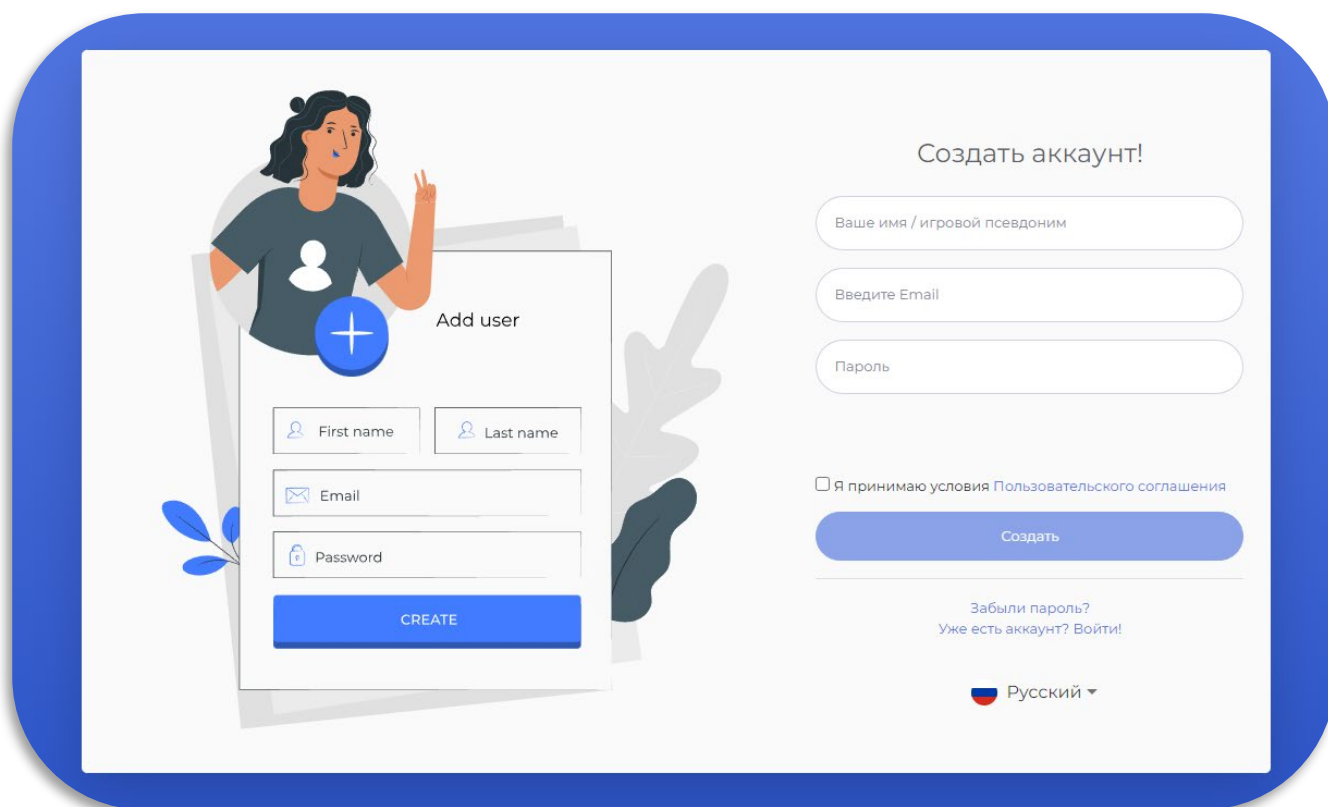 Add user
First name
Last name
Email
Password
CREATE
Создать аккаунт!
Ваше имя / игровой псевдоним
Введите Email
Пароль
Я принимаю условия Пользовательского соглашения
Создать
Забыли пароль?
Уже есть аккаунт? Войти!
Русский